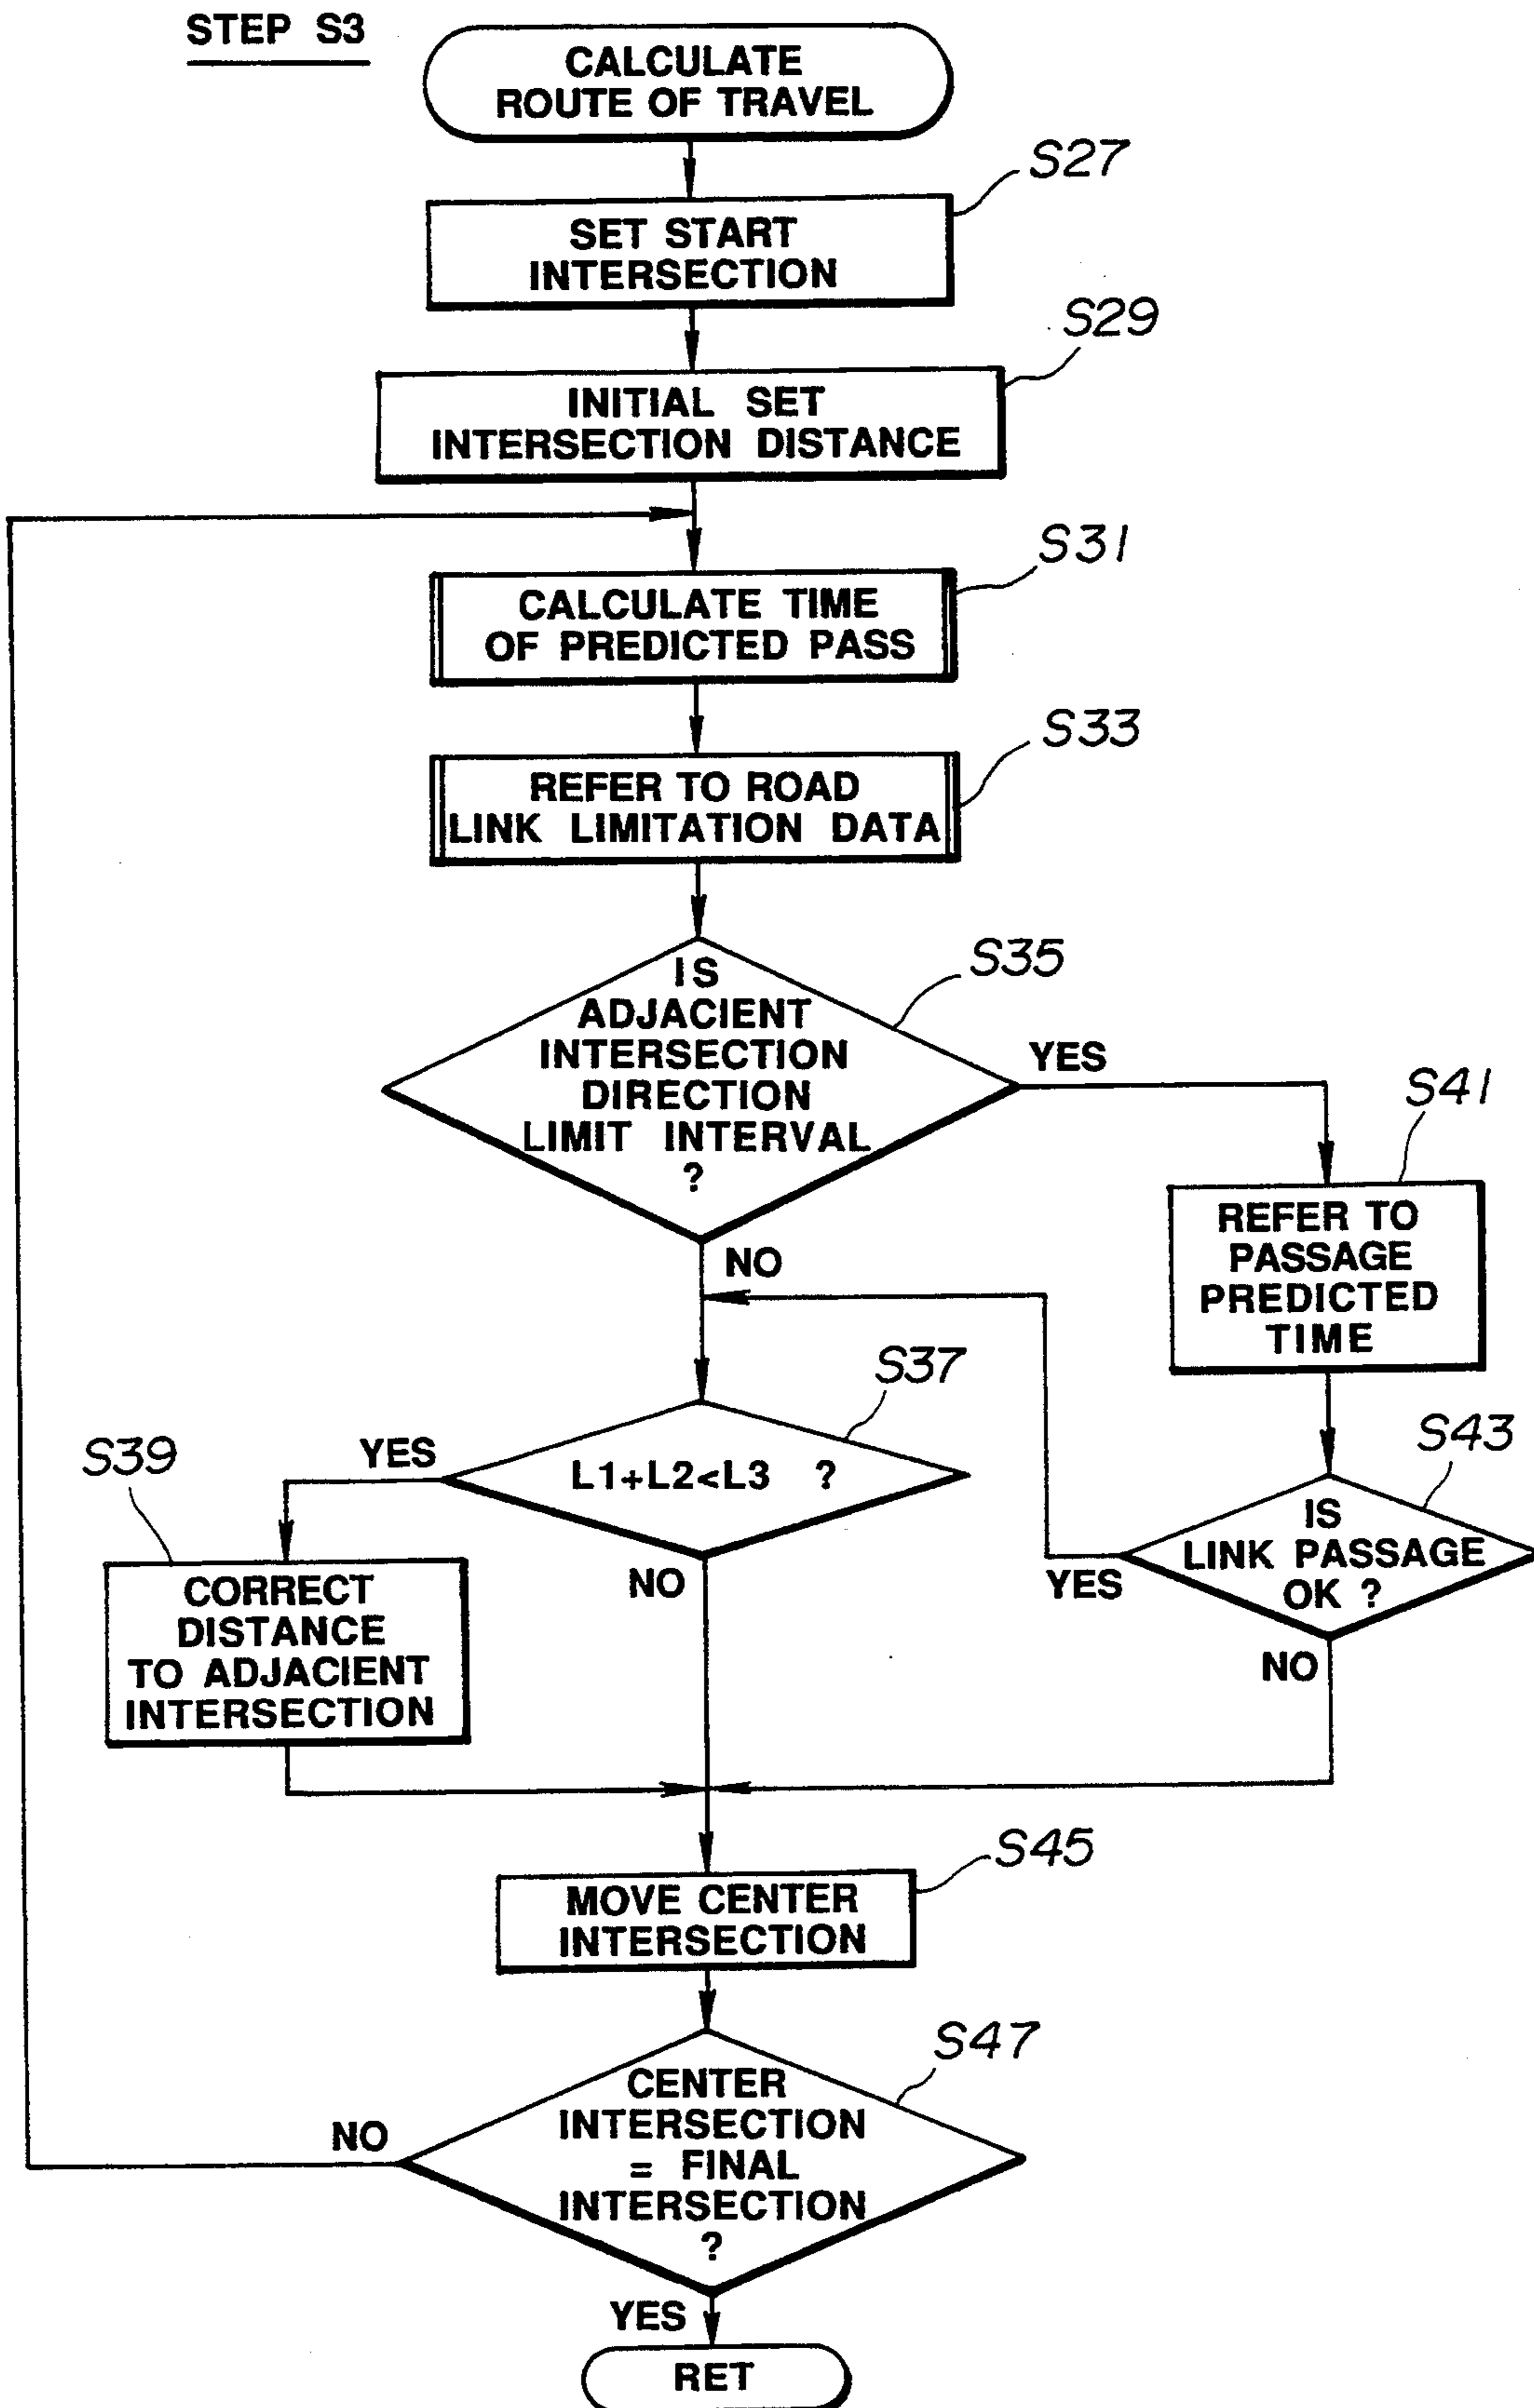 STEP S3
CALCULATE
ROUTE OF TRAVEL
S27
SET START
INTERSECTION
S29
INITIAL SET
INTERSECTION DISTANCE
S31
CALCULATE TIME
OF PREDICTED PASS
S33
REFER TO ROAD
LINK LIMITATION DATA
S35
IS
ADJACIENT
INTERSECTION
DIRECTION
LIMIT INTERVAL
?
YES
NO
S41
REFER TO
PASSAGE
PREDICTED
TIME
S37
L1+L2<L3 ?
YES
NO
S43
IS
LINK PASSAGE
OK ?
YES
NO
S39
CORRECT
DISTANCE
TO ADJACIENT
INTERSECTION
S45
MOVE CENTER
INTERSECTION
S47
CENTER
INTERSECTION
= FINAL
INTERSECTION
?
NO
YES
RET